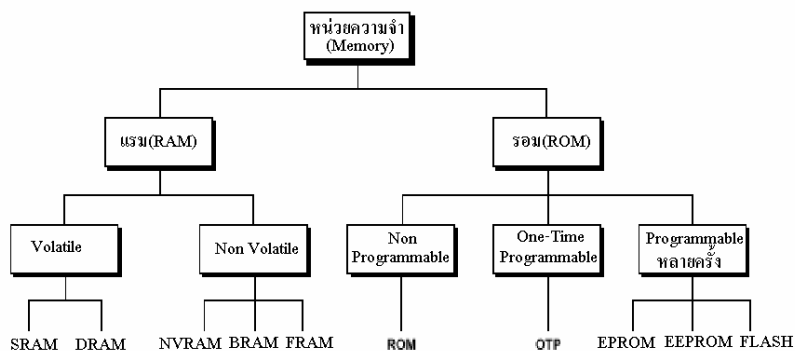 หน่วยความจำ
(Memory)
แรม(RAM)
รอม(ROM)
Volatile
Non Volatile
Non
Programmable
One-Time
Programmable
Programmable
หลายครั้ง
SRAM
DRAM
NVRAM
BRAM
FRAM
ROM
OTP
EPROM
EEPROM
FLASH